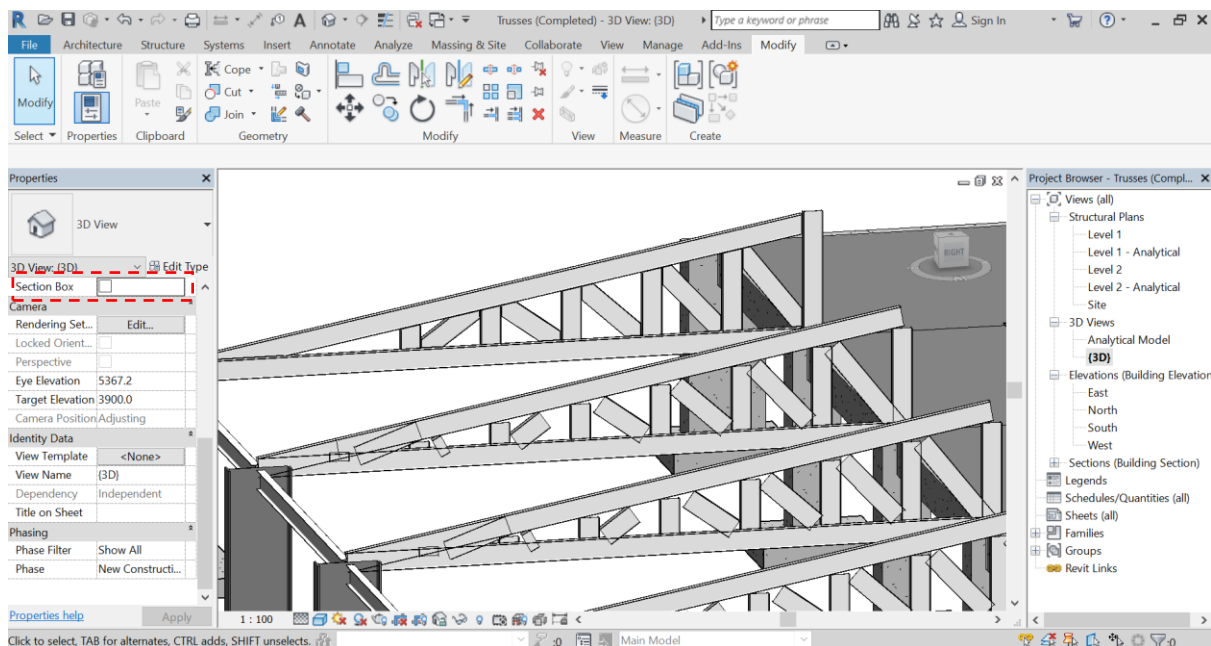 R A Trusses (Completed) - 3D View: {3D} Type a keyword or phrase Sign In ?
File Architecture Structure Systems Insert Annotate Analyze Massing & Site Collaborate View Manage Add-Ins Modify
Modify Paste Cope
Cut
Join
Select Properties Clipboard Geometry Modify View Measure Create
Properties
3D View
3D View: {3D} Edit Type
Section Box
Camera
Rendering Set... Edit...
Locked Orient...
Perspective
Eye Elevation 5367.2
Target Elevation 3900.0
Camera Position Adjusting
Identity Data
View Template <None>
View Name {3D}
Dependency Independent
Title on Sheet
Phasing
Phase Filter Show All
Phase New Constructi...
Properties help Apply
RIGHT
1 : 100
Project Browser - Trusses (Compl...
Views (all)
Structural Plans
Level 1
Level 1 - Analytical
Level 2
Level 2 - Analytical
Site
3D Views
Analytical Model
{3D}
Elevations (Building Elevation
East
North
South
West
Sections (Building Section)
Legends
Schedules/Quantities (all)
Sheets (all)
Families
Groups
Revit Links
Click to select, TAB for alternates, CTRL adds, SHIFT unselects. :0 Main Model :0